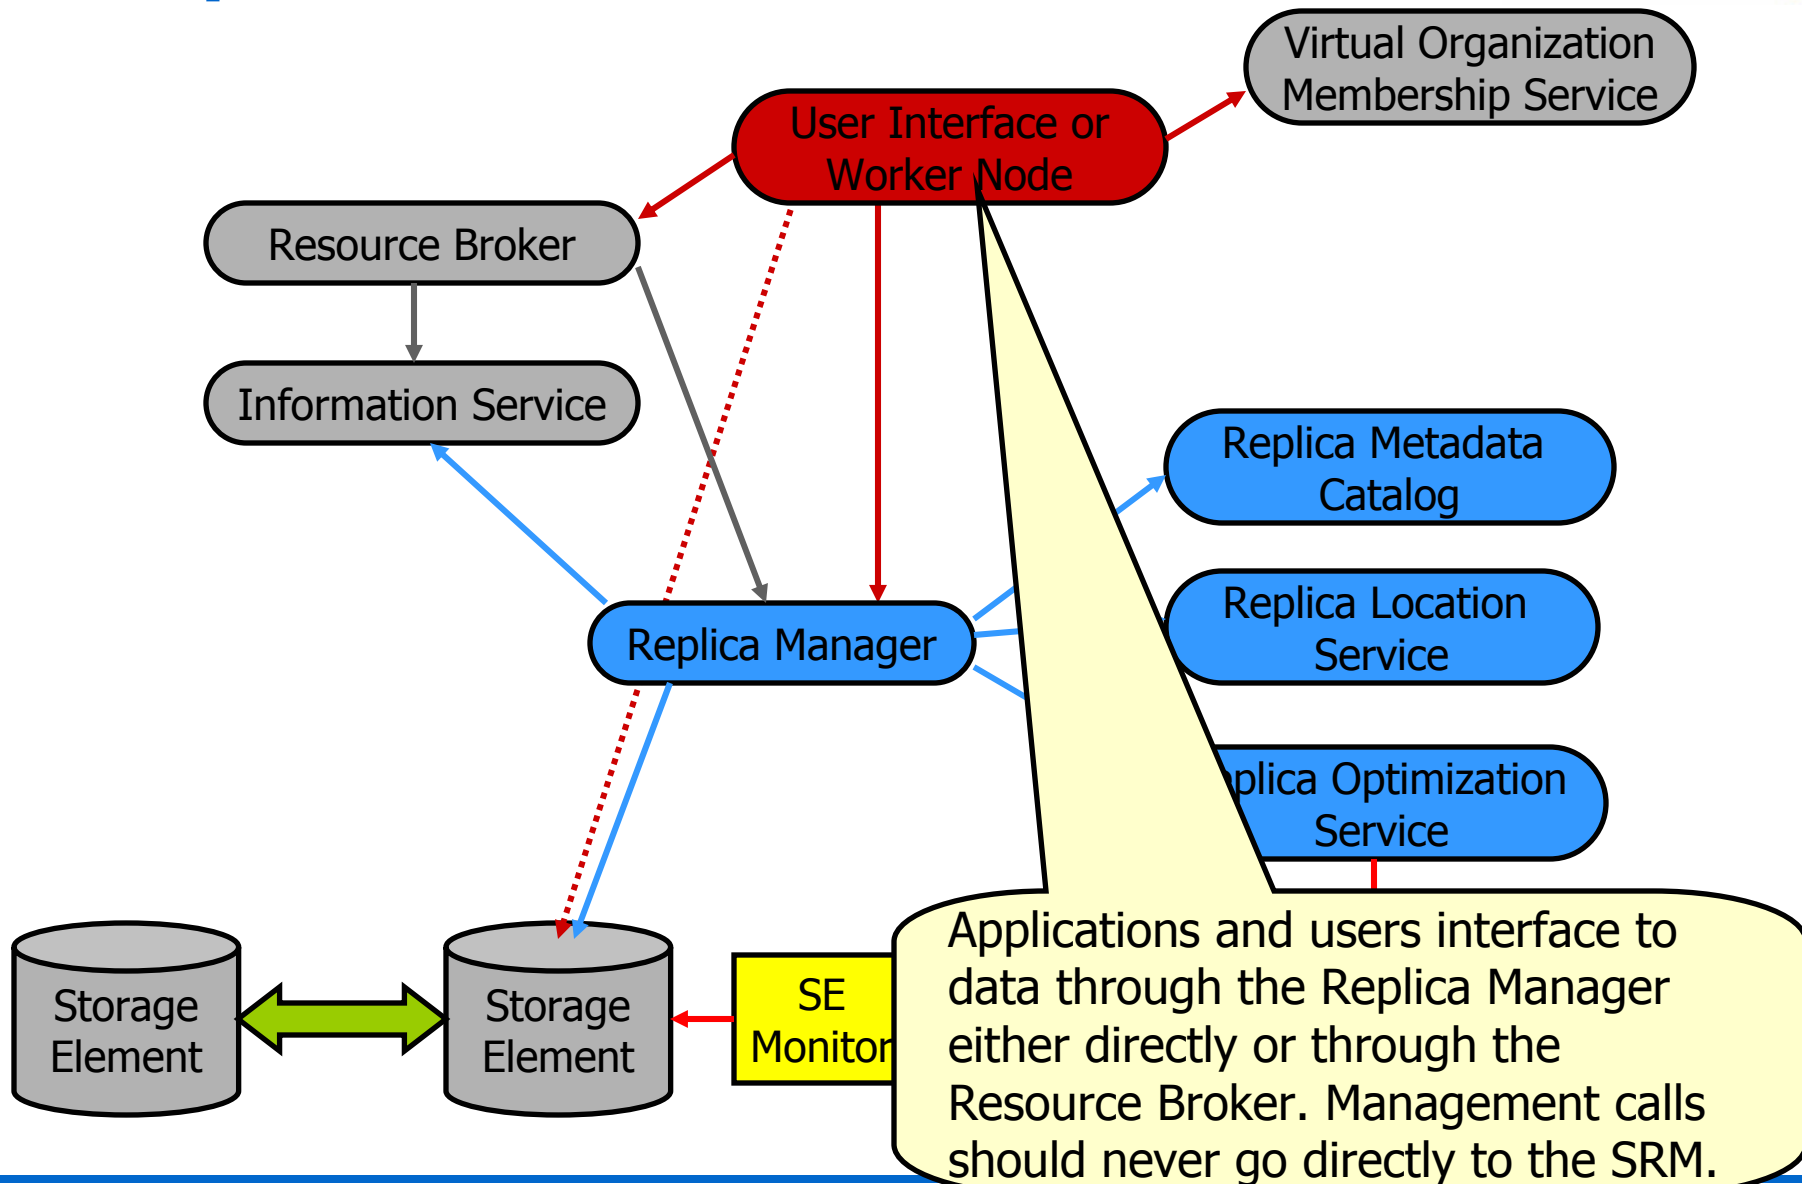 Virtual Organization
Membership Service
User Interface or
Worker Node
Resource Broker
Information Service
Replica Metadata
Catalog
Replica Location
Service
Replica Manager
plica Optimization
Service
Storage
Element
Storage
Element
SE
Monitor
Applications and users interface to
data through the Replica Manager
either directly or through the
Resource Broker. Management calls
should never go directly to the SRM.